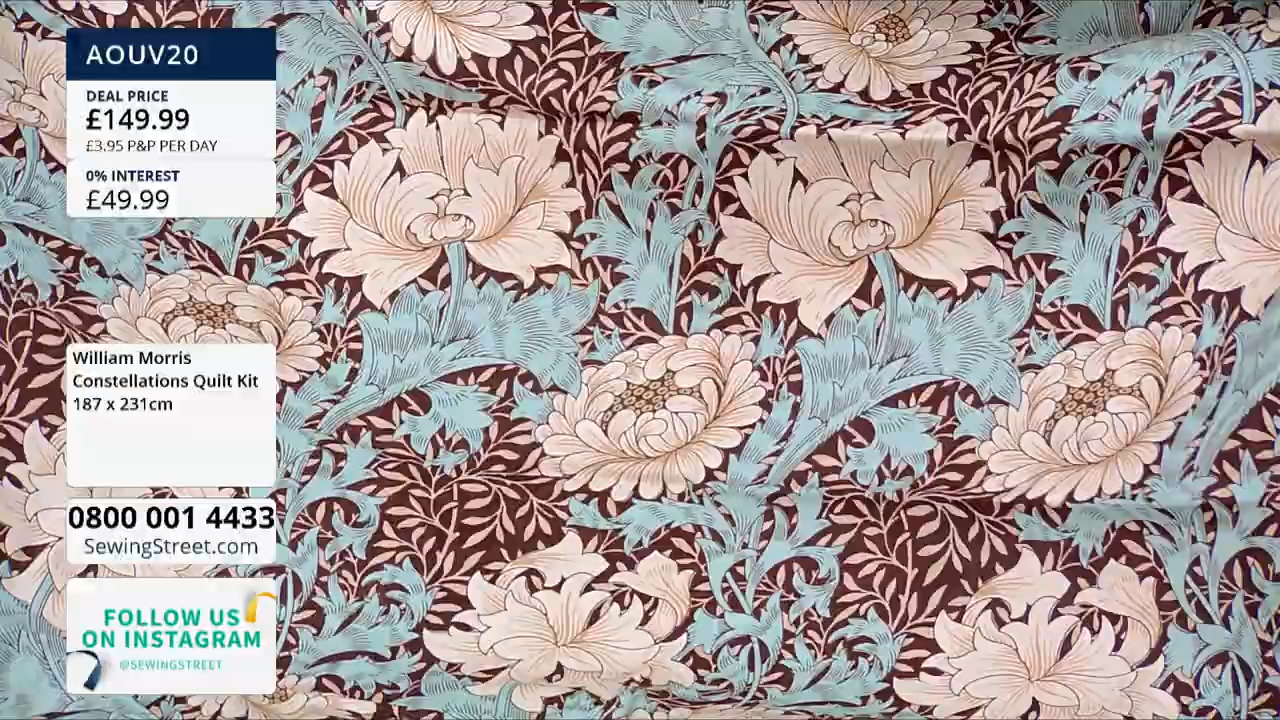 AOUV20
DEAL PRICE
£149.99
£3.95 P&P PER DAY
0% INTEREST
£49.99
William Morris
Constellations Quilt Kit
187 x 231cm
0800 001 4433
SewingStreet.com
FOLLOW US
ON INSTAGRAM
@SEWINGSTREET